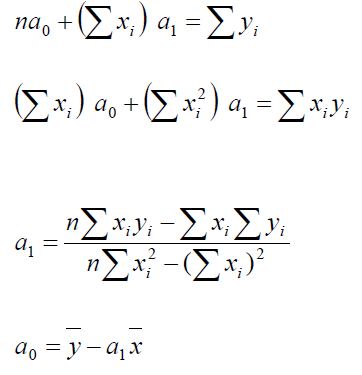 na₀ + (∑ xᵢ) a₁ = ∑ yᵢ
(∑ xᵢ) a₀ + (∑ xᵢ²) a₁ = ∑ xᵢyᵢ
a₁ = (n∑ xᵢyᵢ − ∑ xᵢ ∑ yᵢ) / (n∑ xᵢ² − (∑ xᵢ)²)
a₀ = y̅ − a₁x̅